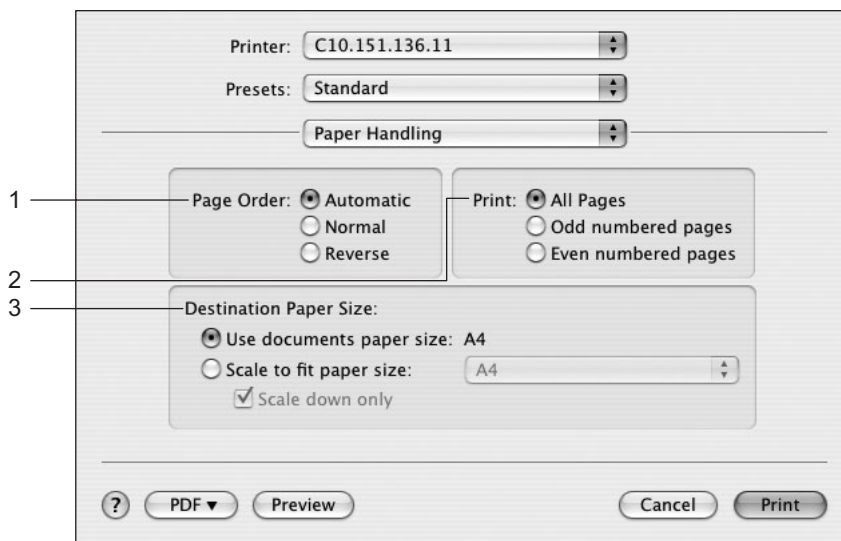 Printer: C10.151.136.11
Presets: Standard
Paper Handling
1 Page Order: Automatic
Normal
Reverse
2 Print: All Pages
Odd numbered pages
Even numbered pages
3 Destination Paper Size:
Use documents paper size: A4
Scale to fit paper size: A4
Scale down only
? PDF ▼ Preview Cancel Print